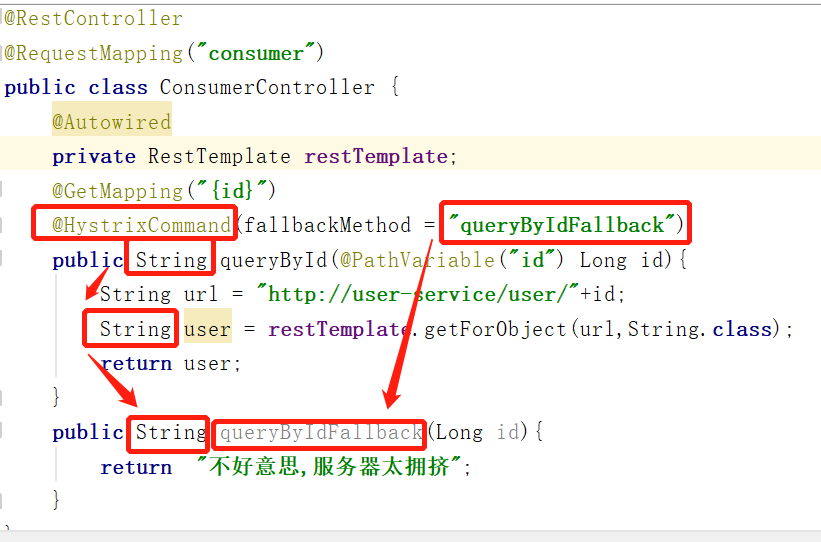 @RestController
@RequestMapping("consumer")
public class ConsumerController {
@Autowired
private RestTemplate restTemplate;
@GetMapping("{id}")
@HystrixCommand(fallbackMethod = "queryByIdFallback")
public String queryById(@PathVariable("id") Long id){
String url = "http://user-service/user/"+id;
String user = restTemplate.getForObject(url,String.class);
return user;
}
public String queryByIdFallback(Long id){
return "不好意思,服务器太拥挤";
}
}